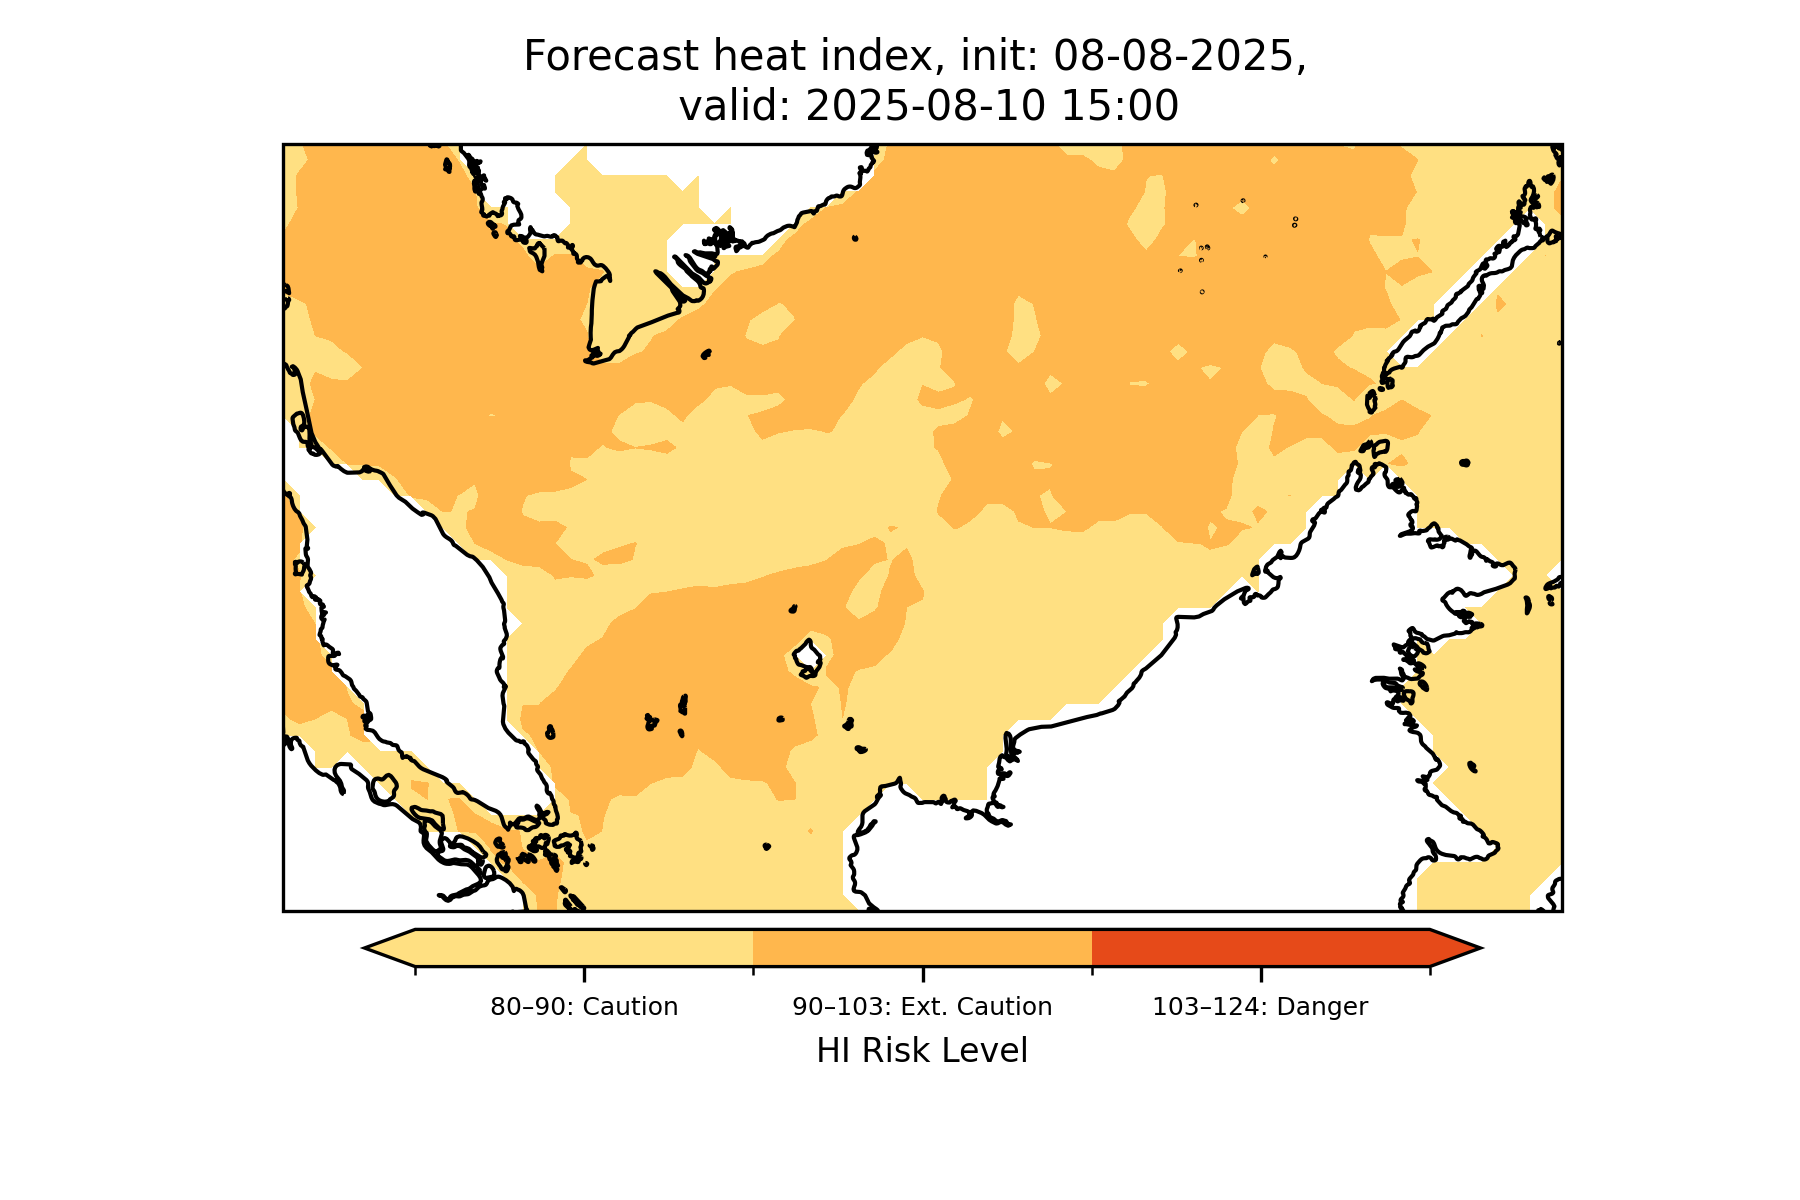 Forecast heat index, init: 08-08-2025,
valid: 2025-08-10 15:00
80–90: Caution
90–103: Ext. Caution
103–124: Danger
HI Risk Level